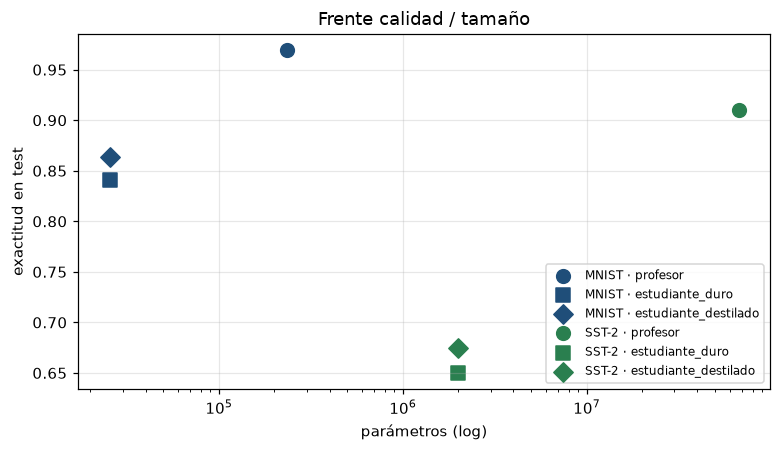 Frente calidad / tamaño
exactitud en test
0.95
0.90
0.85
0.80
0.75
0.70
0.65
MNIST · profesor
MNIST · estudiante_duro
MNIST · estudiante_destilado
SST-2 · profesor
SST-2 · estudiante_duro
SST-2 · estudiante_destilado
10⁵
10⁶
10⁷
parámetros (log)